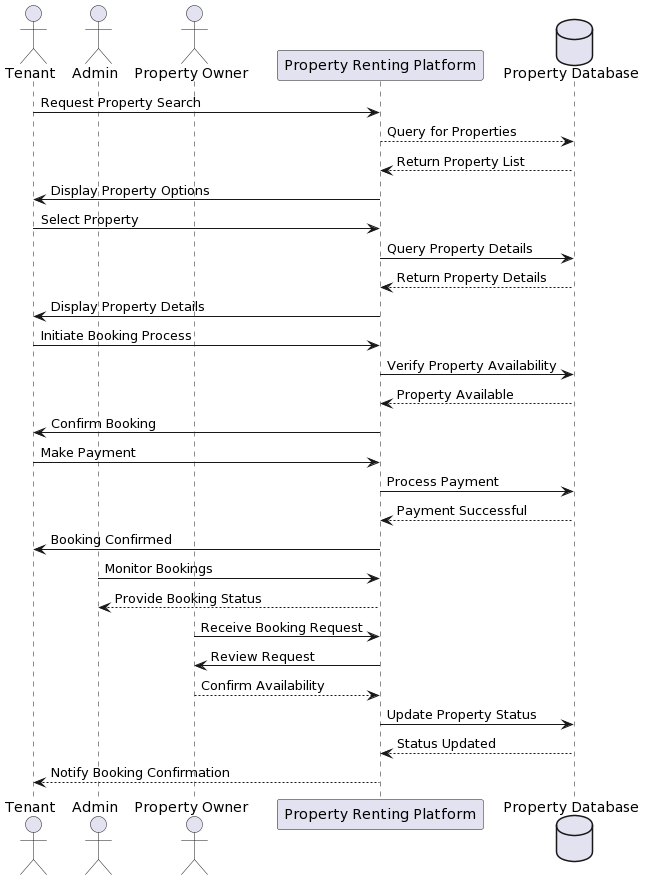 Tenant Admin Property Owner Property Renting Platform Property Database
Request Property Search
Query for Properties
Return Property List
Display Property Options
Select Property
Query Property Details
Return Property Details
Display Property Details
Initiate Booking Process
Verify Property Availability
Property Available
Confirm Booking
Make Payment
Process Payment
Payment Successful
Booking Confirmed
Monitor Bookings
Provide Booking Status
Receive Booking Request
Review Request
Confirm Availability
Update Property Status
Status Updated
Notify Booking Confirmation
Tenant Admin Property Owner Property Renting Platform Property Database